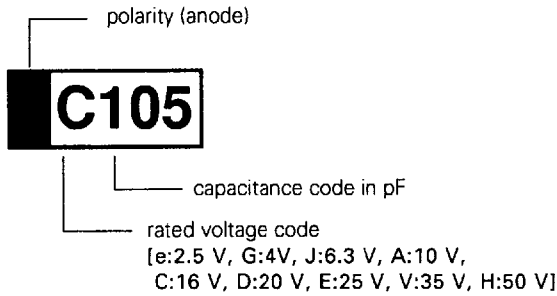 polarity (anode)
C105
capacitance code in pF
rated voltage code
[e:2.5 V, G:4V, J:6.3 V, A:10 V,
C:16 V, D:20 V, E:25 V, V:35 V, H:50 V]